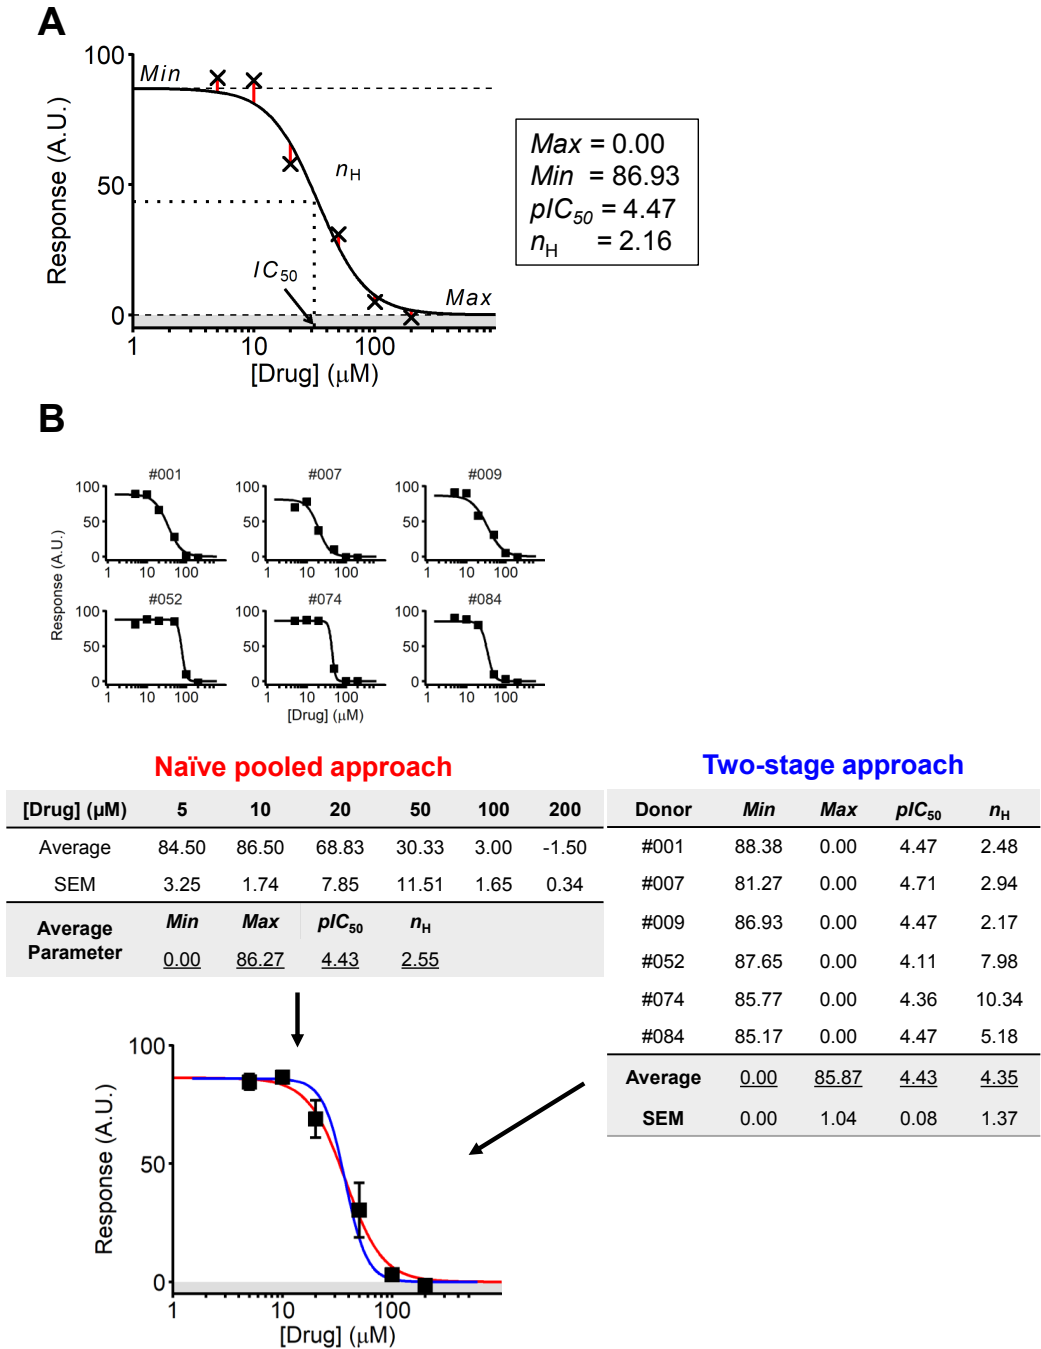 A
100
50
0
Response (A.U.)
Min
nH
IC50
Max
1
10
100
[Drug] (μM)
Max = 0.00
Min = 86.93
pIC50 = 4.47
nH = 2.16
B
Response (A.U.)
#001
100
50
0
1 10 100
#007
100
50
0
1 10 100
#009
100
50
0
1 10 100
#052
100
50
0
1 10 100
#074
100
50
0
1 10 100
#084
100
50
0
1 10 100
[Drug] (μM)
Naïve pooled approach
[Drug] (μM) 5 10 20 50 100 200
Average 84.50 86.50 68.83 30.33 3.00 -1.50
SEM 3.25 1.74 7.85 11.51 1.65 0.34
Average Parameter
Min Max pIC50 nH
0.00 86.27 4.43 2.55
Two-stage approach
Donor Min Max pIC50 nH
#001 88.38 0.00 4.47 2.48
#007 81.27 0.00 4.71 2.94
#009 86.93 0.00 4.47 2.17
#052 87.65 0.00 4.11 7.98
#074 85.77 0.00 4.36 10.34
#084 85.17 0.00 4.47 5.18
Average 0.00 85.87 4.43 4.35
SEM 0.00 1.04 0.08 1.37
100
50
0
Response (A.U.)
1 10 100
[Drug] (μM)